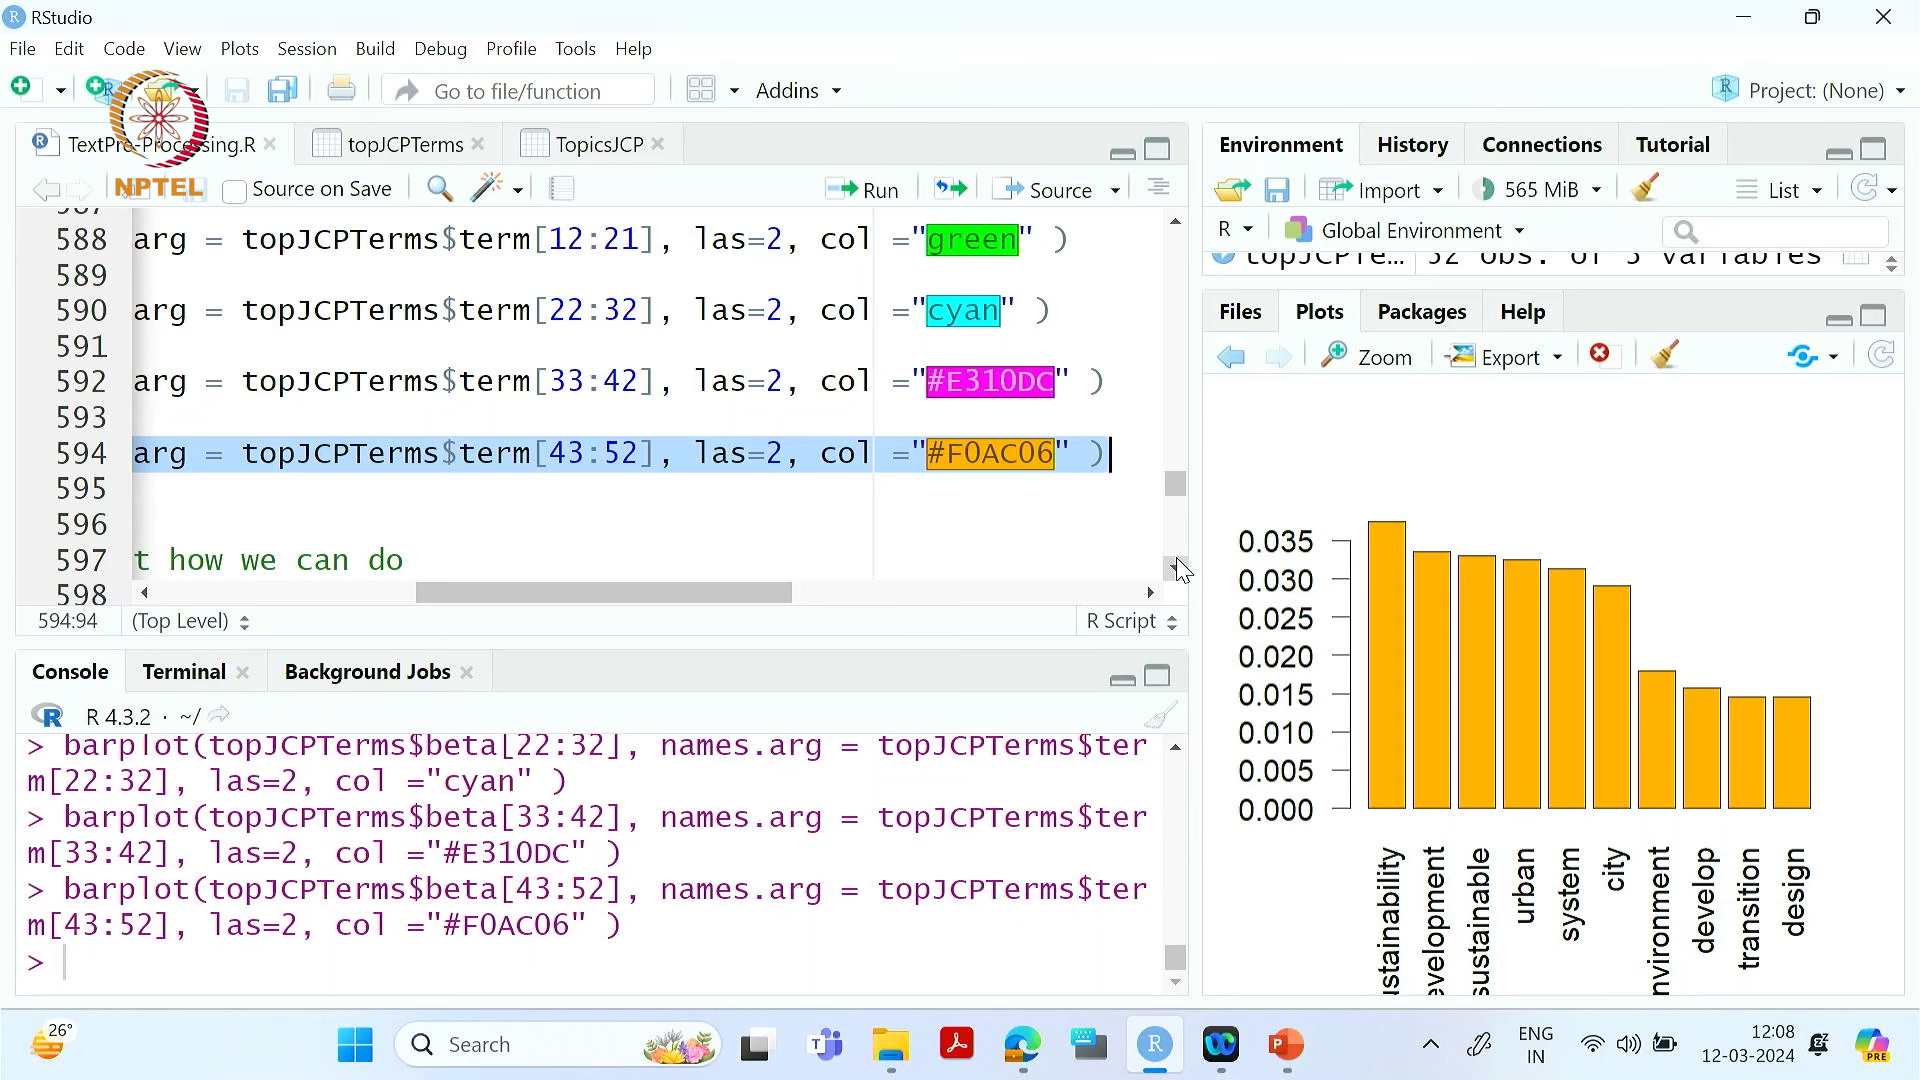 RStudio
File Edit Code View Plots Session Build Debug Profile Tools Help
Go to file/function
Addins
Project: (None)
TextPre-Processing.R
topJCPTerms
TopicsJCP
NPTEL
Source on Save
Run
Source
588 arg = topJCPTerms$term[12:21], las=2, col ="green" )
589
590 arg = topJCPTerms$term[22:32], las=2, col ="cyan" )
591
592 arg = topJCPTerms$term[33:42], las=2, col ="#E310DC" )
593
594 arg = topJCPTerms$term[43:52], las=2, col ="#F0AC06" )
595
596
597 t how we can do
598
594:94 (Top Level) R Script
Console Terminal Background Jobs
R 4.3.2 · ~/
> barplot(topJCPTerms$beta[22:32], names.arg = topJCPTerms$ter
m[22:32], las=2, col ="cyan" )
> barplot(topJCPTerms$beta[33:42], names.arg = topJCPTerms$ter
m[33:42], las=2, col ="#E310DC" )
> barplot(topJCPTerms$beta[43:52], names.arg = topJCPTerms$ter
m[43:52], las=2, col ="#F0AC06" )
>
Environment History Connections Tutorial
Import
565 MiB
List
R
Global Environment
topJCPTe... 52 obs. of 3 variables
Files Plots Packages Help
Zoom
Export
0.035
0.030
0.025
0.020
0.015
0.010
0.005
0.000
stainability
evelopment
sustainable
urban
system
city
nvironment
develop
transition
design
26°
Search
ENG
IN
12:08
12-03-2024
PRE